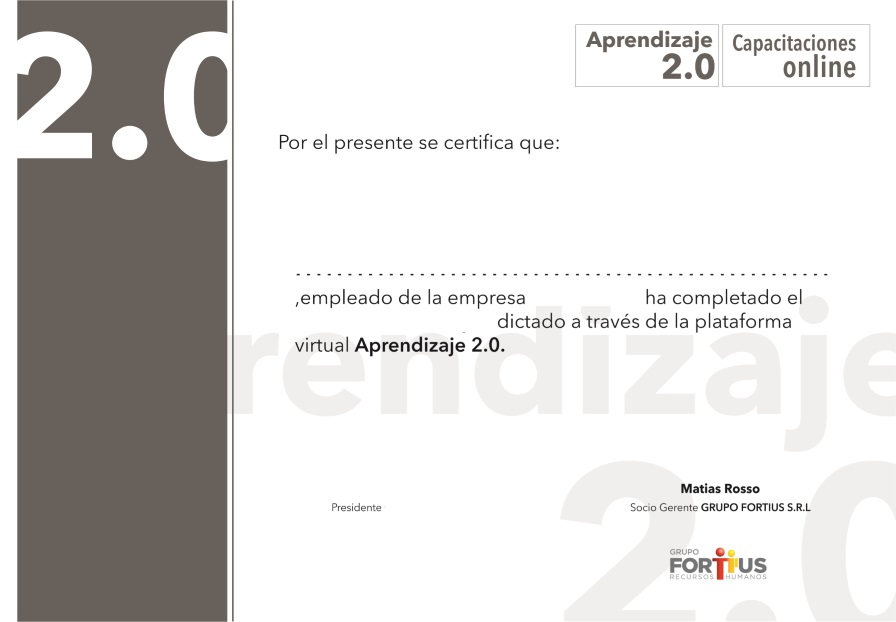 2.0
Aprendizaje
2.0
Capacitaciones
online
Por el presente se certifica que:
,empleado de la empresa ha completado el
dictado a través de la plataforma
virtual Aprendizaje 2.0.
rendizaje
2.0
Matias Rosso
Presidente
Socio Gerente GRUPO FORTIUS S.R.L
GRUPO
FORTIUS
RECURSOS HUMANOS